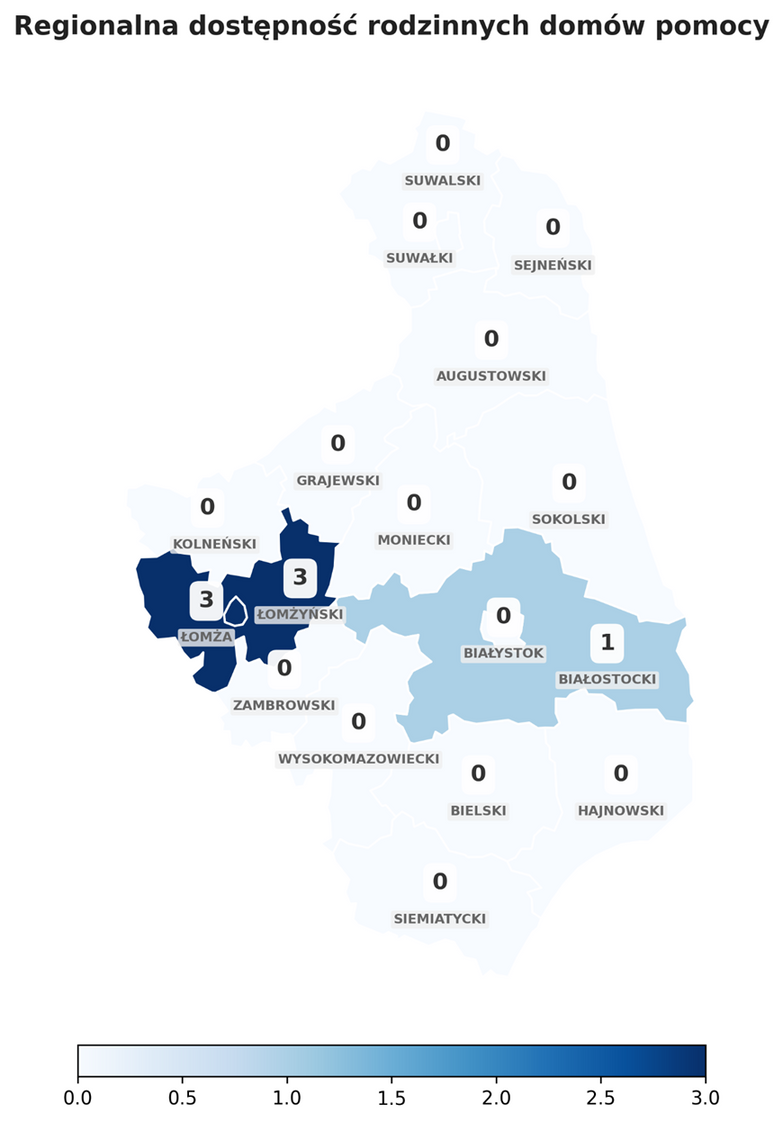 Regionalna dostępność rodzinnych domów pomocy
0
SUWALSKI
0
SUWAŁKI
0
SEJNEŃSKI
0
AUGUSTOWSKI
0
GRAJEWSKI
0
SOKOLSKI
0
KOLNEŃSKI
0
MONIECKI
3
ŁOMŻYŃSKI
3
ŁOMŻA
0
BIAŁYSTOK
1
BIAŁOSTOCKI
0
ZAMBROWSKI
0
WYSOKOMAZOWIECKI
0
BIELSKI
0
HAJNOWSKI
0
SIEMIATYCKI
0.0 0.5 1.0 1.5 2.0 2.5 3.0